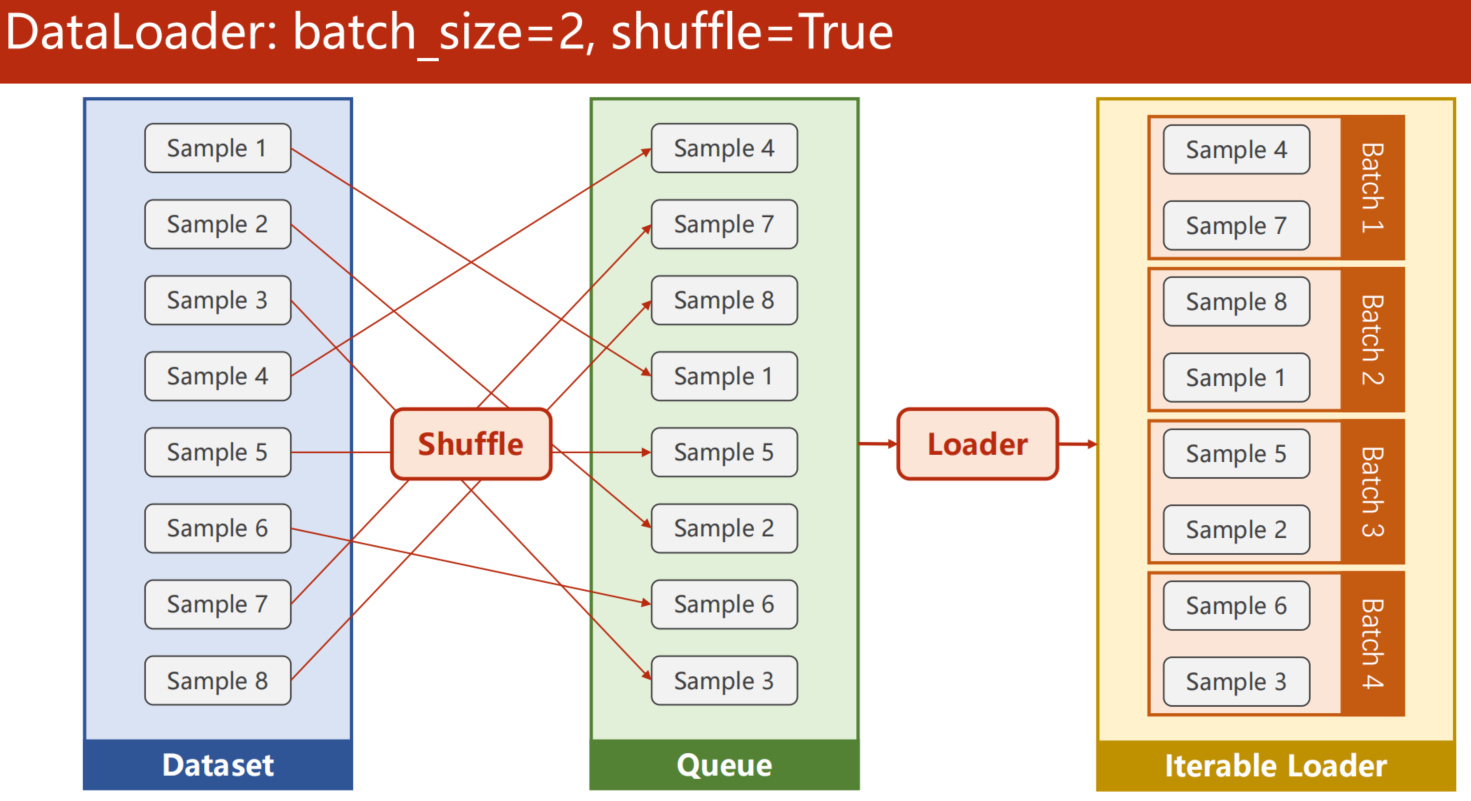 DataLoader: batch_size=2, shuffle=True
Sample 1
Sample 2
Sample 3
Sample 4
Sample 5
Sample 6
Sample 7
Sample 8
Dataset
Shuffle
Sample 4
Sample 7
Sample 8
Sample 1
Sample 5
Sample 2
Sample 6
Sample 3
Queue
Loader
Sample 4
Sample 7
Batch 1
Sample 8
Sample 1
Batch 2
Sample 5
Sample 2
Batch 3
Sample 6
Sample 3
Batch 4
Iterable Loader